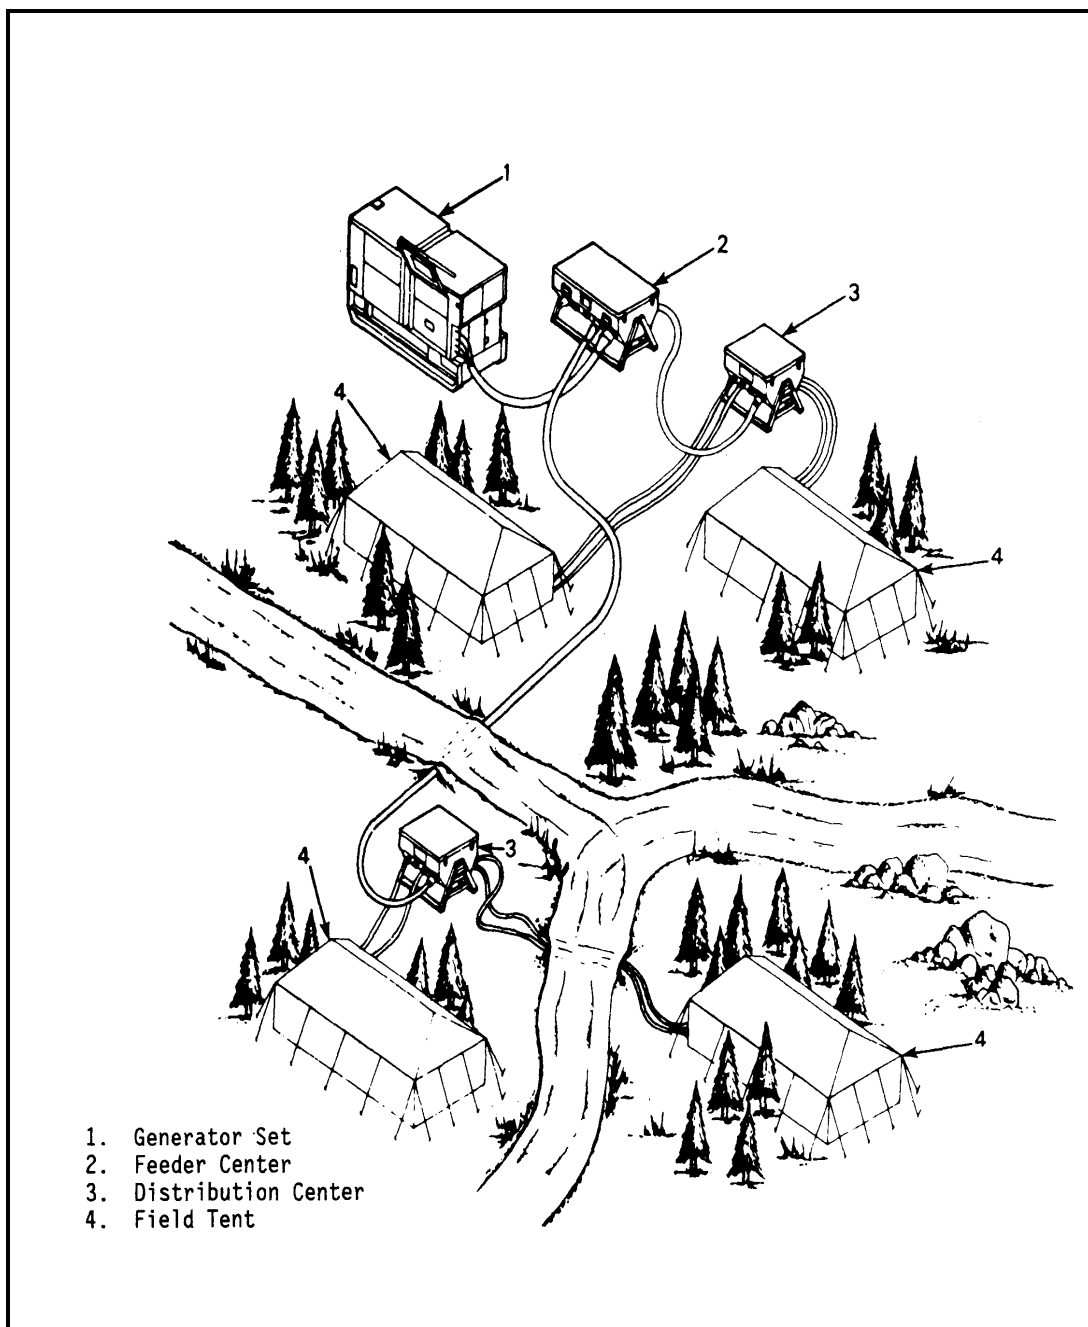 1
2
3
4
4
3
4
4
1. Generator Set
2. Feeder Center
3. Distribution Center
4. Field Tent